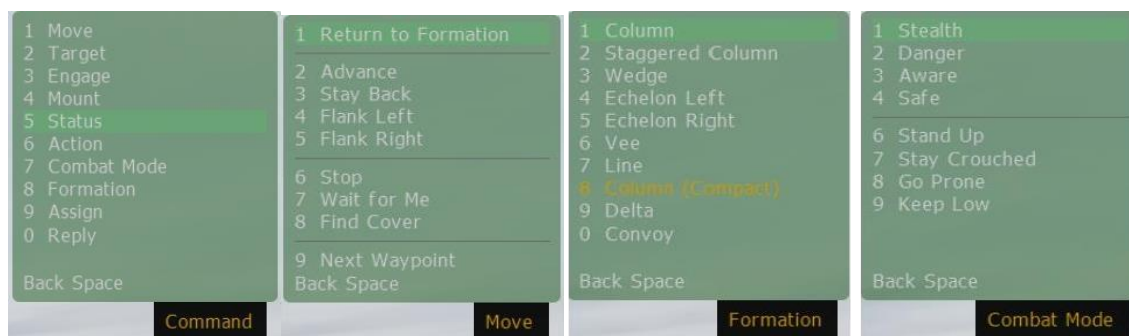 1 Move
2 Target
3 Engage
4 Mount
5 Status
6 Action
7 Combat Mode
8 Formation
9 Assign
0 Reply
Back Space
Command
1 Return to Formation
2 Advance
3 Stay Back
4 Flank Left
5 Flank Right
6 Stop
7 Wait for Me
8 Find Cover
9 Next Waypoint
Back Space
Move
1 Column
2 Staggered Column
3 Wedge
4 Echelon Left
5 Echelon Right
6 Vee
7 Line
8 Column (Compact)
9 Delta
0 Convoy
Back Space
Formation
1 Stealth
2 Danger
3 Aware
4 Safe
6 Stand Up
7 Stay Crouched
8 Go Prone
9 Keep Low
Back Space
Combat Mode